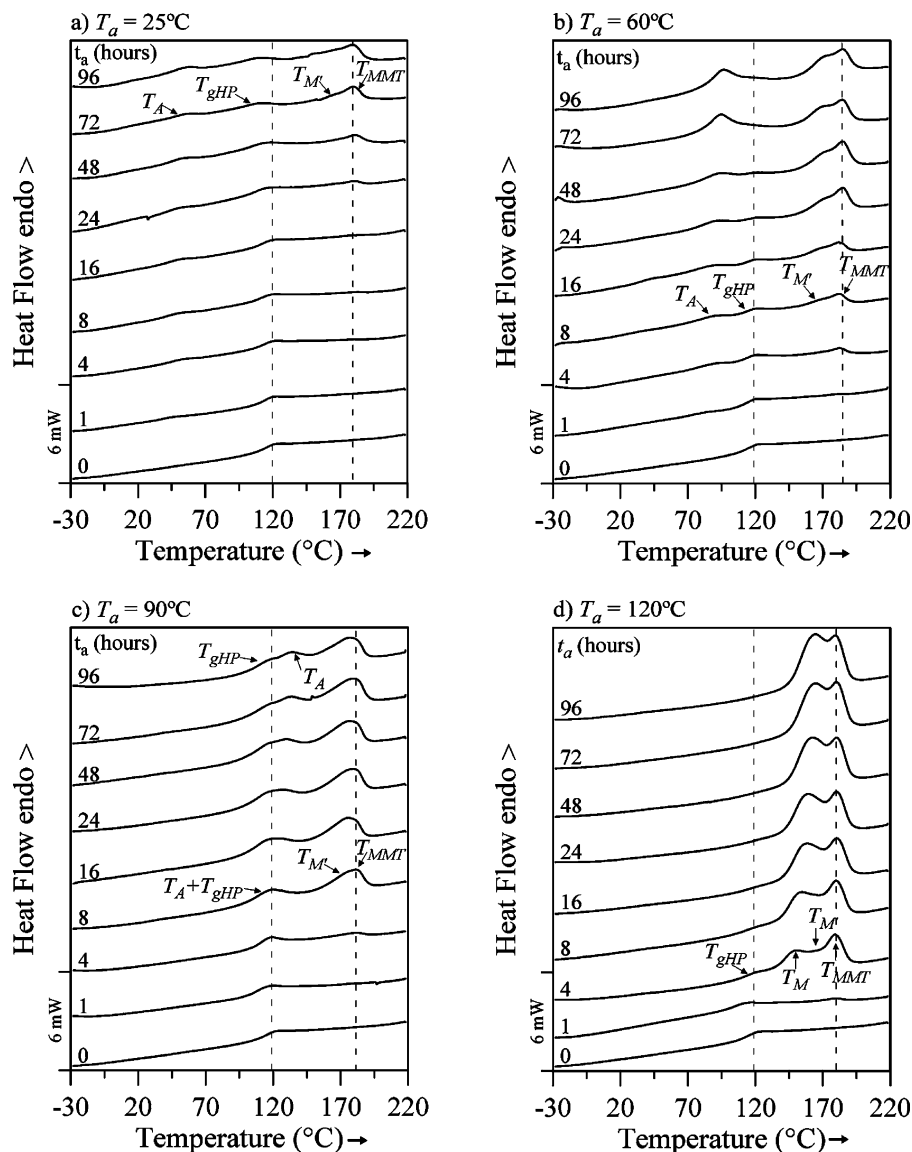 a) Ta = 25ºC
ta (hours)
96
72
48
24
16
8
4
1
0
TA
TgHP
TM'
TMMT
Heat Flow endo >
6 mW
-30 20 70 120 170 220
Temperature (°C) →
b) Ta = 60ºC
96
72
48
24
16
8
4
1
0
TA
TgHP
TM'
TMMT
Heat Flow endo >
6 mW
-30 20 70 120 170 220
Temperature (°C) →
c) Ta = 90ºC
ta (hours)
TgHP
TA
96
72
48
24
16
8
4
1
0
TA+TgHP
TM'
TMMT
Heat Flow endo >
6 mW
-30 20 70 120 170 220
Temperature (°C) →
d) Ta = 120ºC
ta (hours)
96
72
48
24
16
8
4
1
0
TgHP
TM'
TM
TMMT
Heat Flow endo >
6 mW
-30 20 70 120 170 220
Temperature (°C) →